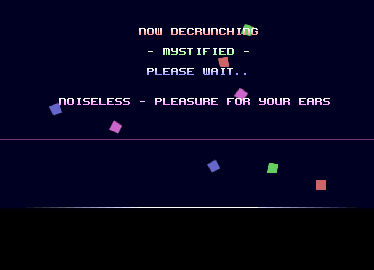 NOW DECRUNCHING
- MYSTIFIED -
PLEASE WAIT..
NOISELESS - PLEASURE FOR YOUR EARS